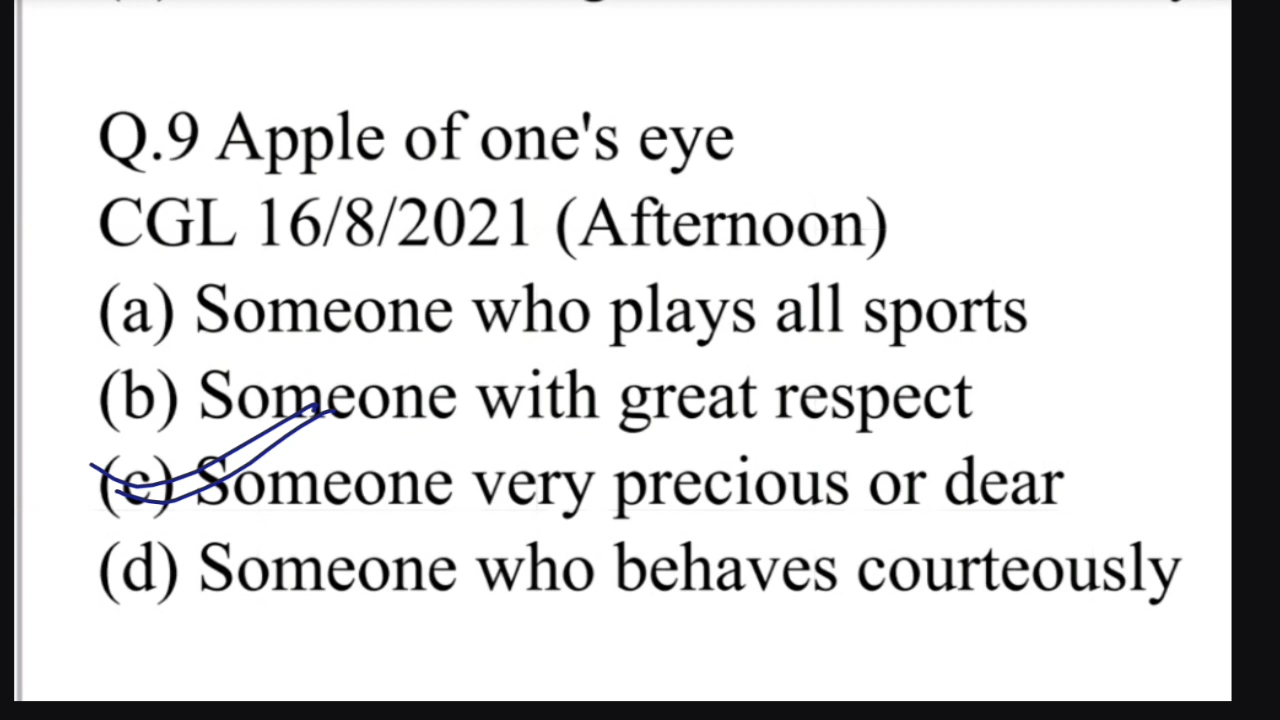 Q.9 Apple of one's eye
CGL 16/8/2021 (Afternoon)
(a) Someone who plays all sports
(b) Someone with great respect
(c) Someone very precious or dear
(d) Someone who behaves courteously